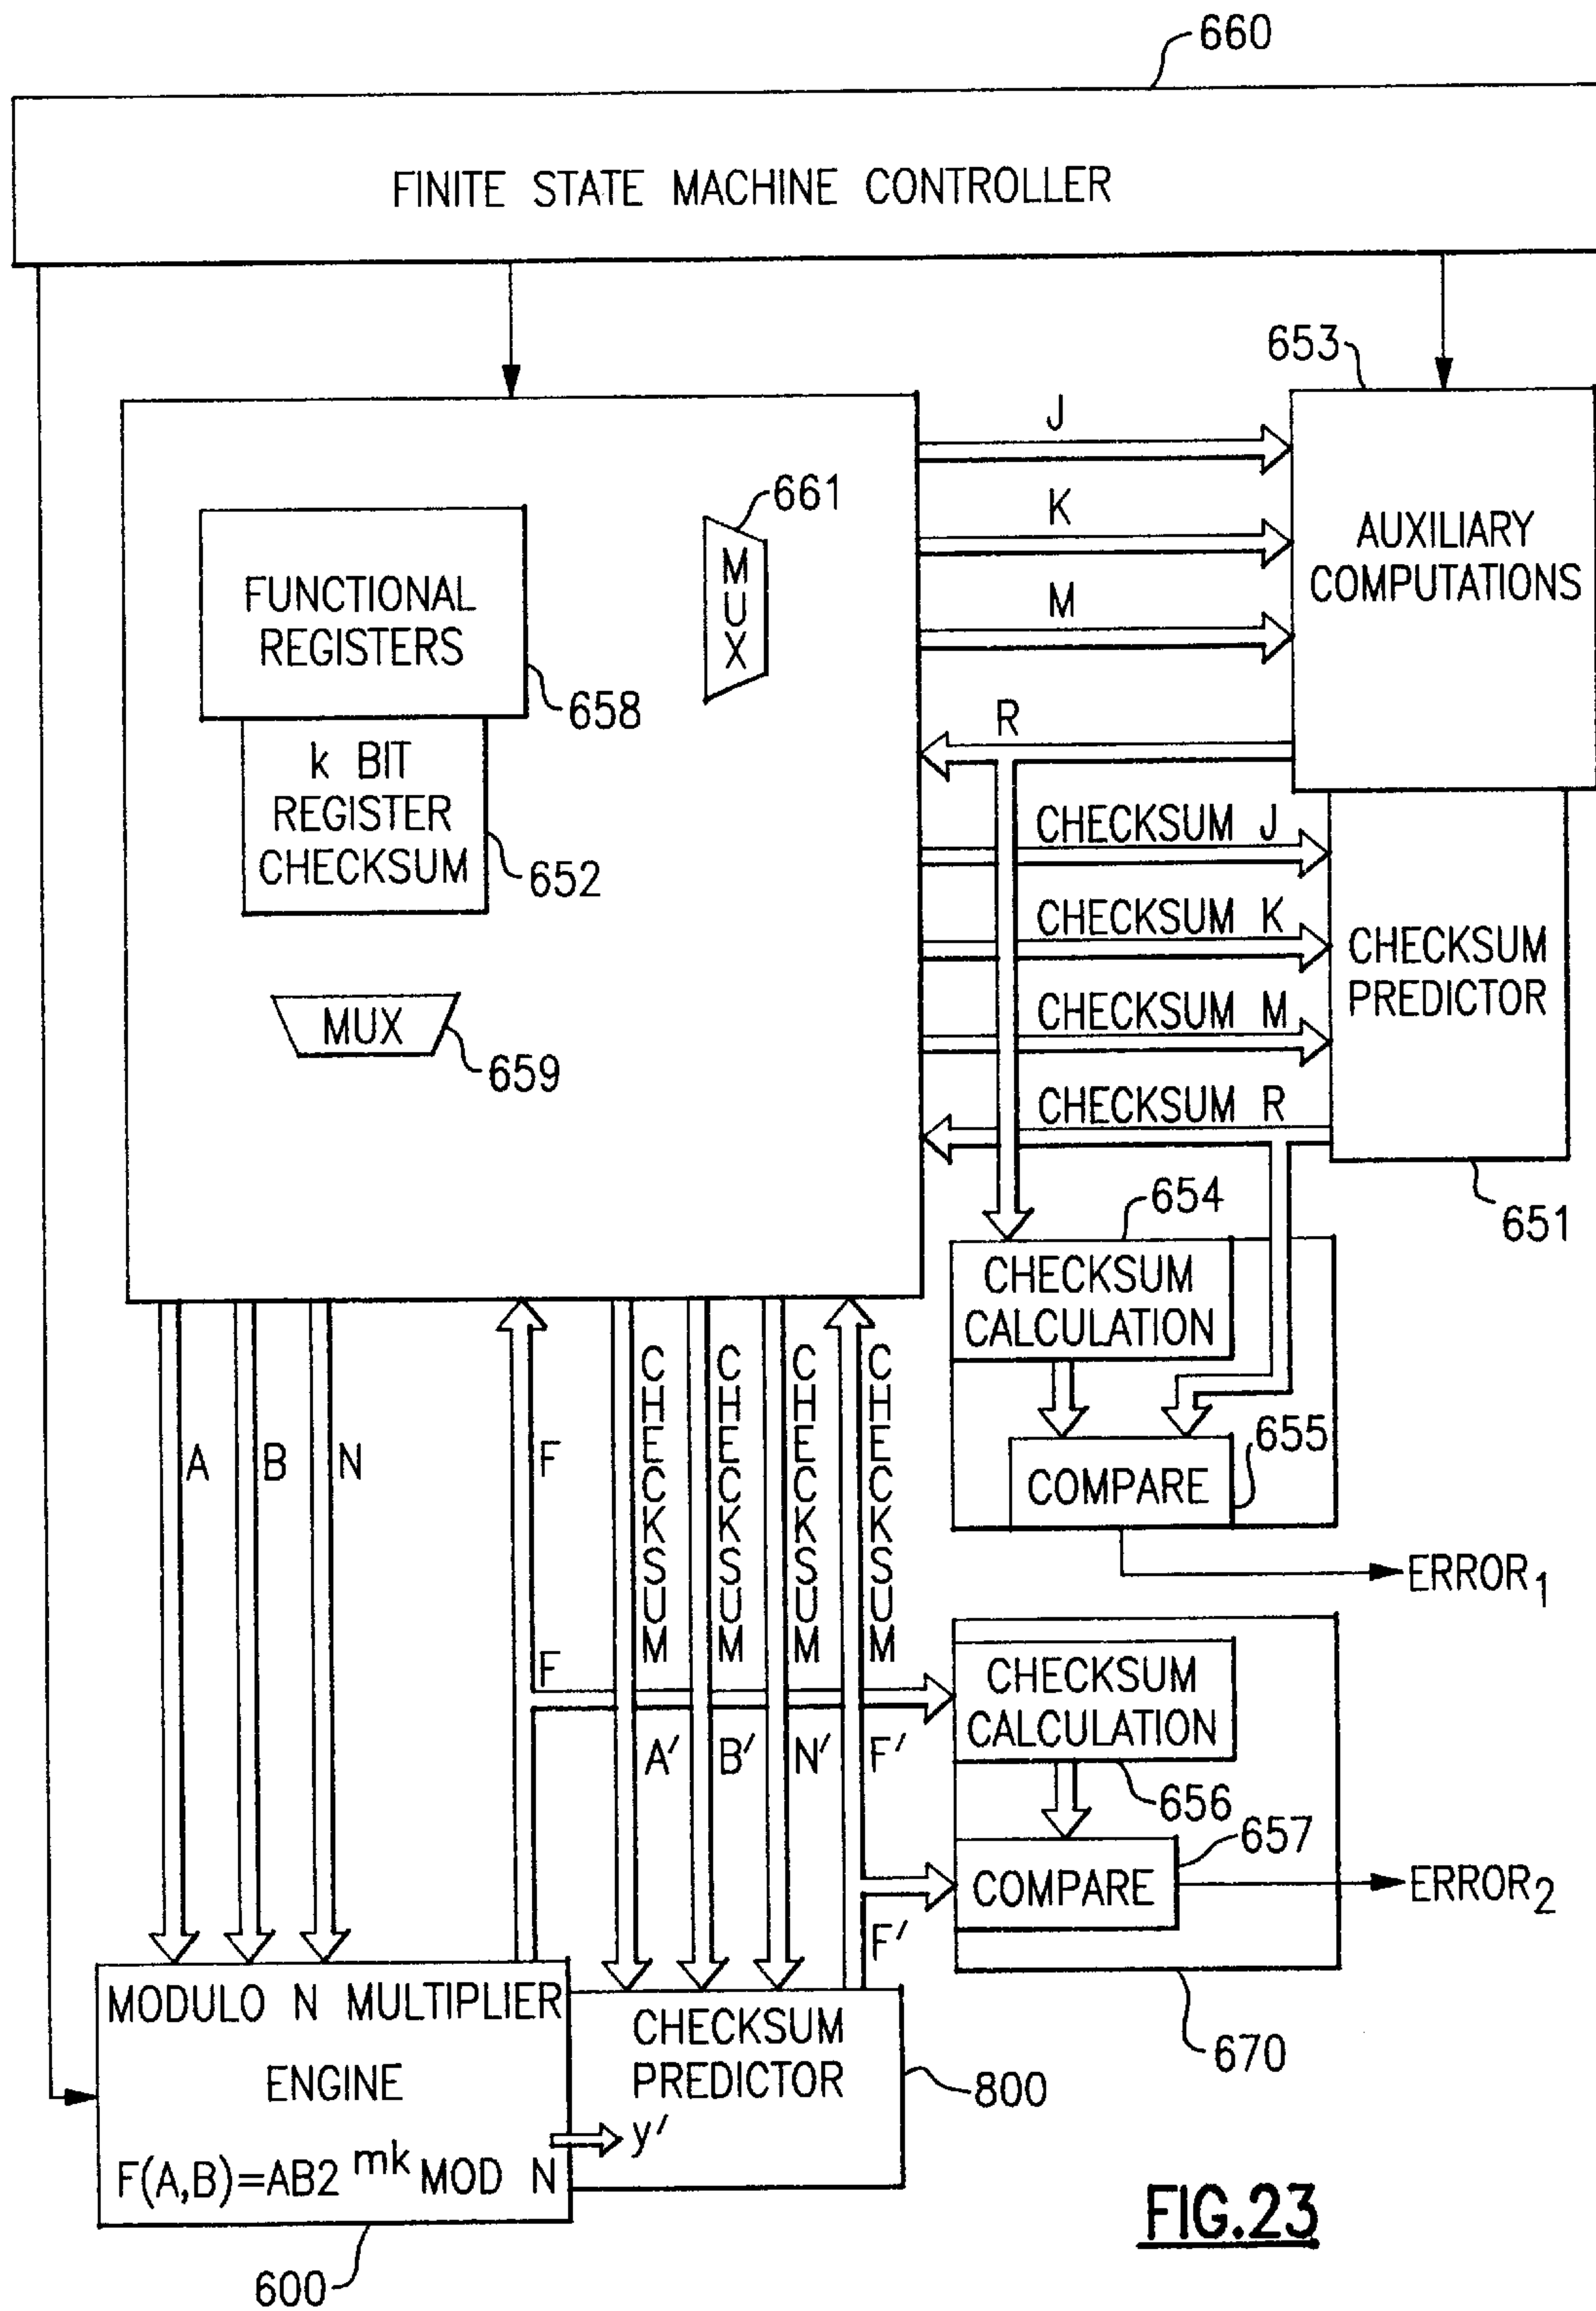 660
FINITE STATE MACHINE CONTROLLER
653
J
661
K
M
AUXILIARY
COMPUTATIONS
MUX
FUNCTIONAL
REGISTERS
658
R
k BIT
REGISTER
CHECKSUM
652
CHECKSUM J
CHECKSUM K
CHECKSUM
PREDICTOR
CHECKSUM M
MUX
659
CHECKSUM R
651
654
CHECKSUM
CALCULATION
655
COMPARE
ERROR1
A
B
N
F
CHECKSUM
CHECKSUM
CHECKSUM
CHECKSUM
F
A′
B′
N′
F′
CHECKSUM
CALCULATION
656
657
COMPARE
ERROR2
F′
670
MODULO N MULTIPLIER
ENGINE
F(A,B)=AB2 mk MOD N
y′
CHECKSUM
PREDICTOR
800
600
FIG.23